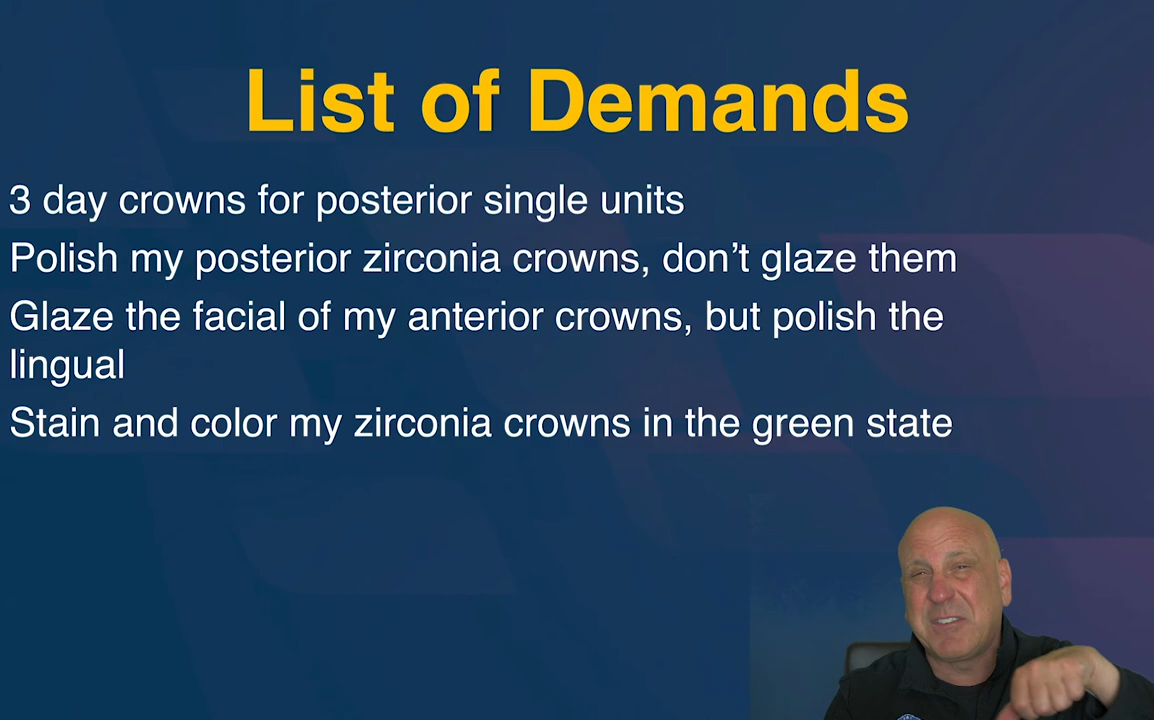 List of Demands
3 day crowns for posterior single units
Polish my posterior zirconia crowns, don’t glaze them
Glaze the facial of my anterior crowns, but polish the
lingual
Stain and color my zirconia crowns in the green state